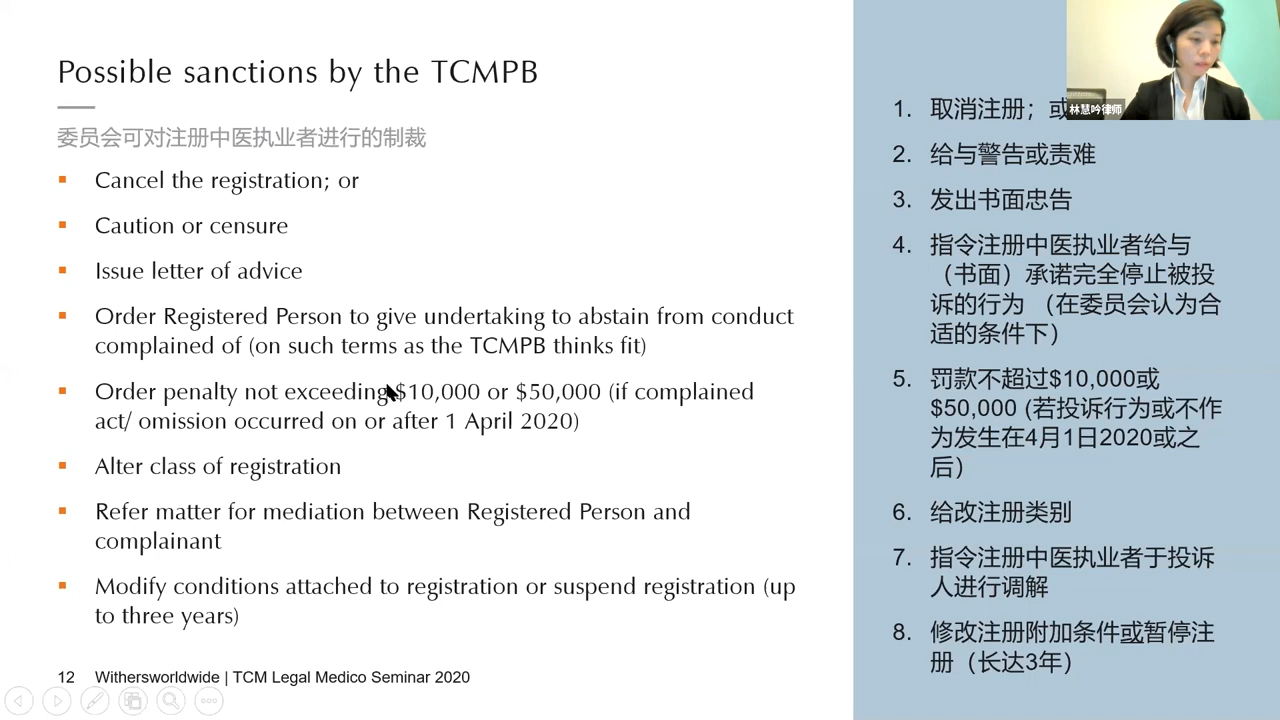 Possible sanctions by the TCMPB
委员会可对注册中医执业者进行的制裁
Cancel the registration; or
Caution or censure
Issue letter of advice
Order Registered Person to give undertaking to abstain from conduct
complained of (on such terms as the TCMPB thinks fit)
Order penalty not exceeding $10,000 or $50,000 (if complained
act/ omission occurred on or after 1 April 2020)
Alter class of registration
Refer matter for mediation between Registered Person and
complainant
Modify conditions attached to registration or suspend registration (up
to three years)
12 Withersworldwide | TCM Legal Medico Seminar 2020
林慧吟律师
1. 取消注册；或
2. 给与警告或责难
3. 发出书面忠告
4. 指令注册中医执业者给与
（书面）承诺完全停止被投
诉的行为 （在委员会认为合
适的条件下）
5. 罚款不超过$10,000或
$50,000 (若投诉行为或不作
为发生在4月1日2020或之
后）
6. 给改注册类别
7. 指令注册中医执业者于投诉
人进行调解
8. 修改注册附加条件或暂停注
册（长达3年）